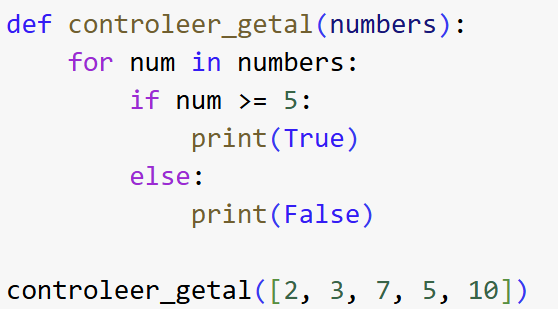 def controleer_getal(numbers):
    for num in numbers:
        if num >= 5:
            print(True)
        else:
            print(False)

controleer_getal([2, 3, 7, 5, 10])